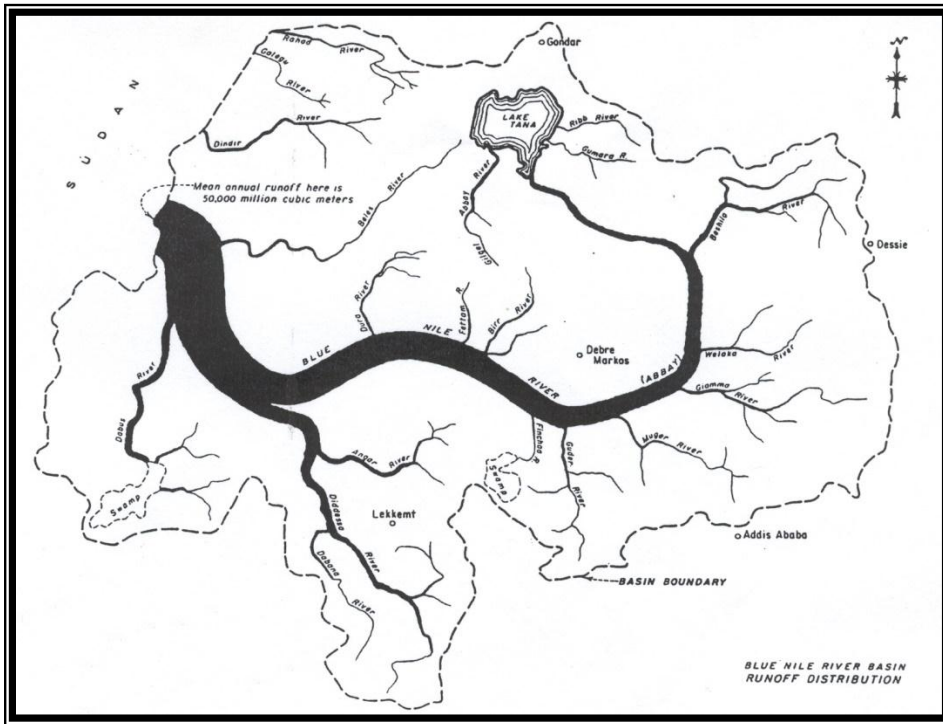 N
Gondar
Rahad River
Galegu River
LAKE TANA
Ribb River
Gumara R.
SUDAN
Dindir River
Mean annual runoff here is
50,000 million cubic meters
Beles River
Gilgel Abbay River
Beshilo River
Dessie
Dura River
Fettam R.
Birr River
BLUE NILE RIVER (ABBAY)
Debre
Markos
Welaka River
Giamma River
Dabus River
Angar River
Finchaa R.
Guder River
Muger River
Swamp
Swamp
Diddessa River
Lekkemt
Addis Ababa
Dabana River
BASIN BOUNDARY
BLUE NILE RIVER BASIN
RUNOFF DISTRIBUTION